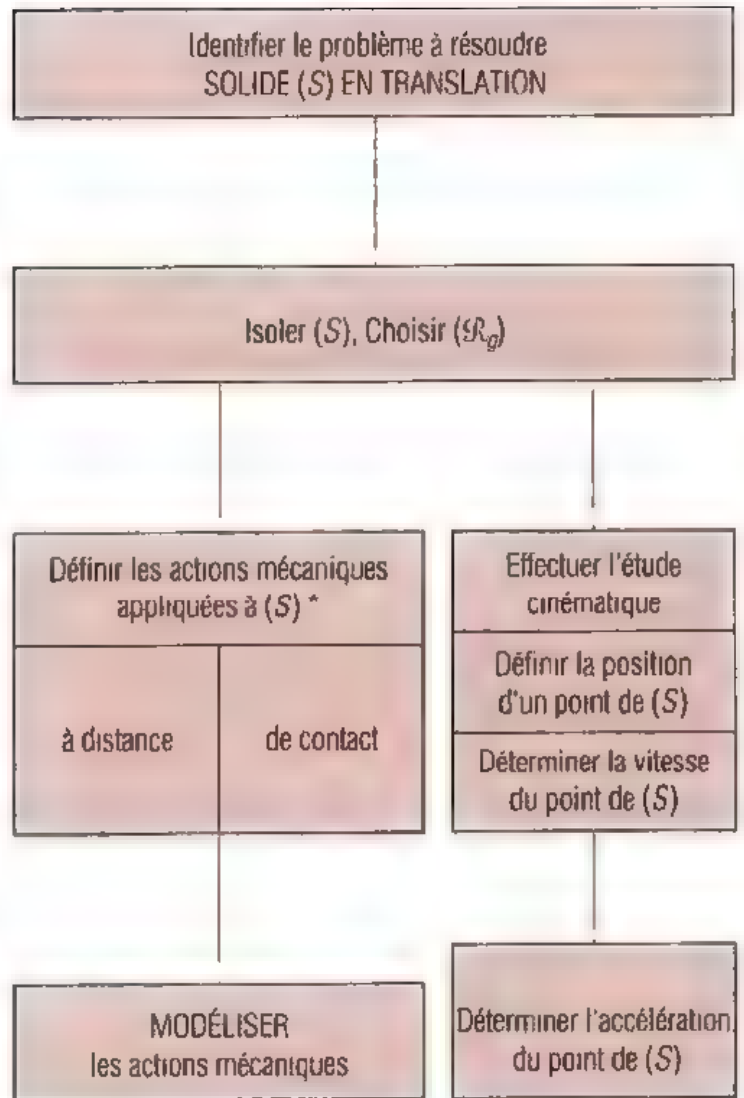 Identifier le problème à résoudre
SOLIDE (S) EN TRANSLATION
Isoler (S), Choisir (ℛg)
Définir les actions mécaniques
appliquées à (S) *
à distance
de contact
Effectuer l'étude
cinématique
Définir la position
d'un point de (S)
Déterminer la vitesse
du point de (S)
MODÉLISER
les actions mécaniques
Déterminer l'accélération
du point de (S)